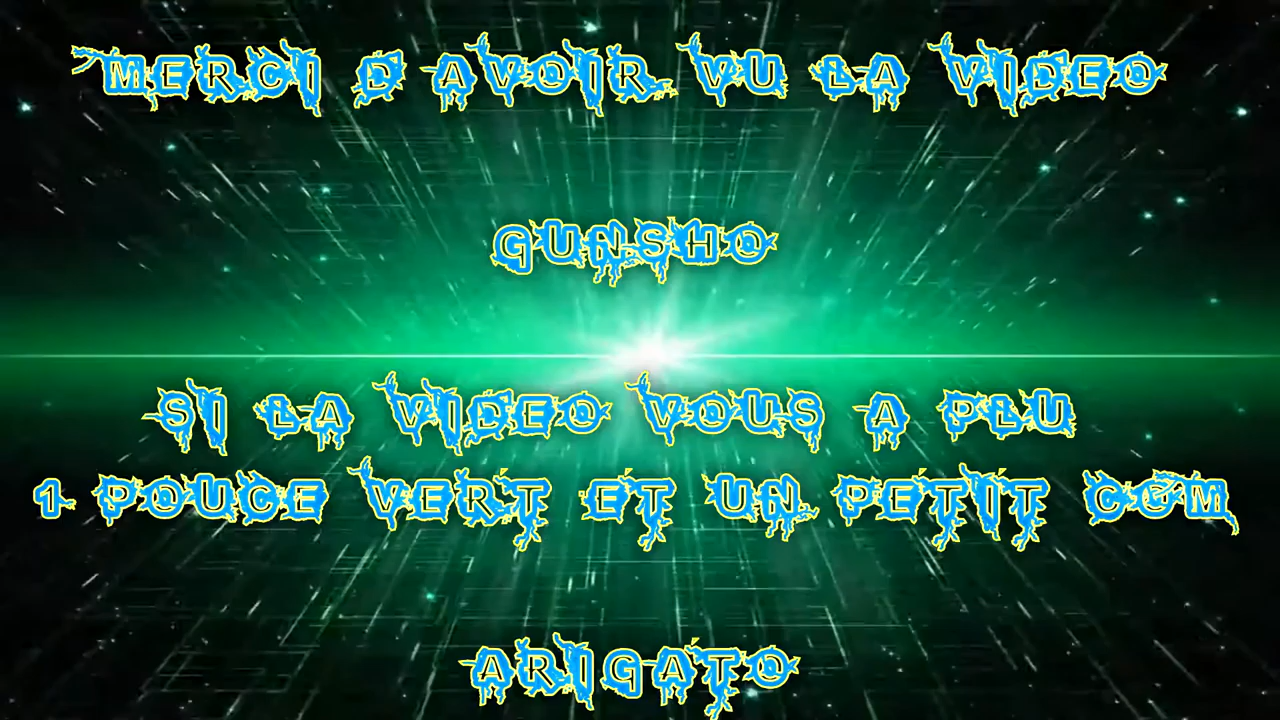 MERCI D AVOIR VU LA VIDEO
GUNSHO
SI LA VIDEO VOUS A PLU
1 POUCE VERT ET UN PETIT COM
ARIGATO